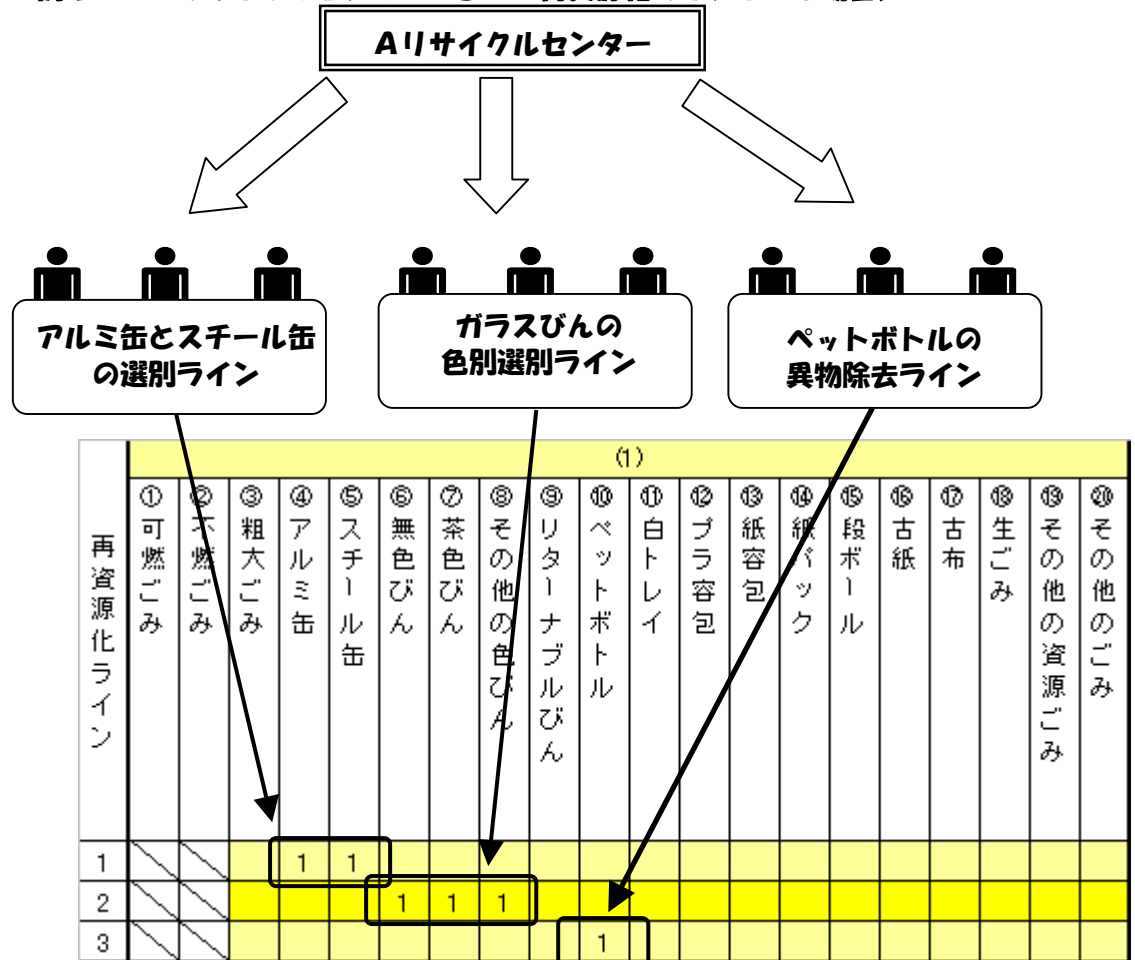 Aリサイクルセンター
アルミ缶とスチール缶
の選別ライン
ガラスびんの
色別選別ライン
ペットボトルの
異物除去ライン
(1)
再資源化ライン
①可燃ごみ
②不燃ごみ
③粗大ごみ
④アルミ缶
⑤スチール缶
⑥無色びん
⑦茶色びん
⑧その他の色びん
⑨リターナブルびん
⑩ペットボトル
⑪白トレイ
⑫プラ容器包
⑬紙容包
⑭紙パック
⑮段ボール
⑯古紙
⑰古布
⑱生ごみ
⑲その他の資源ごみ
⑳その他のごみ
1 1 1
2 1 1 1
3 1